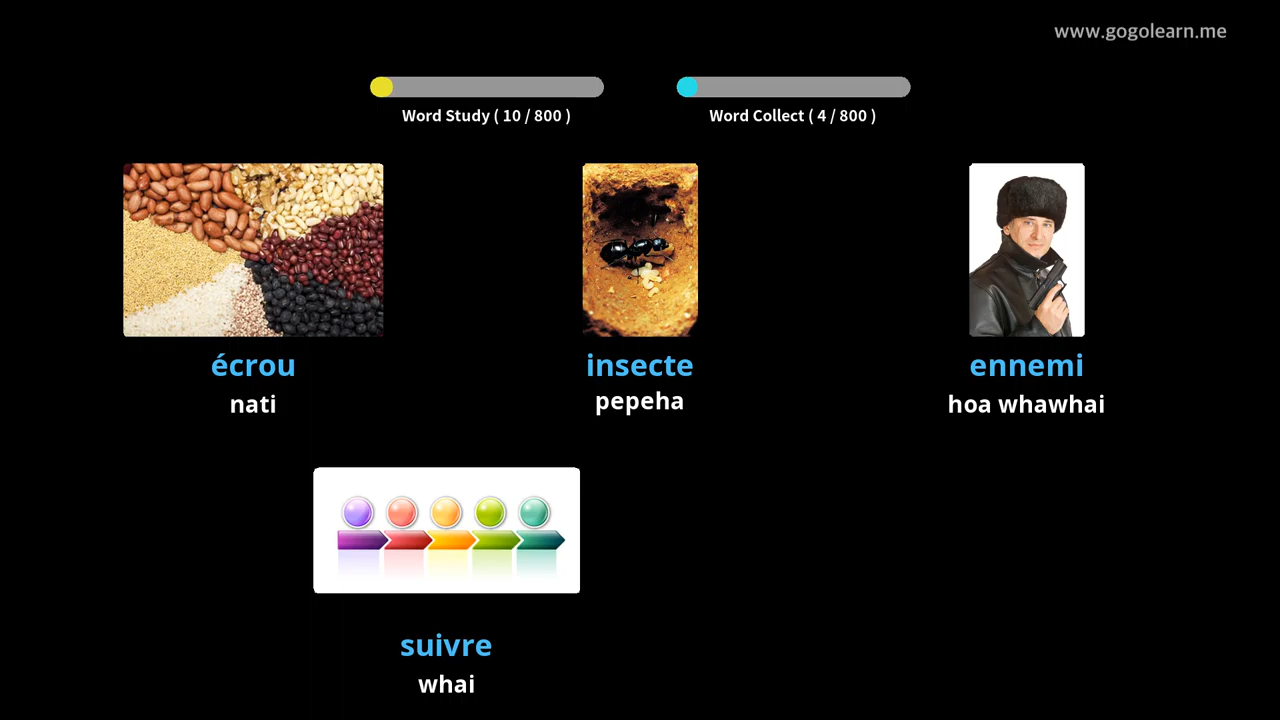 www.gogolearn.me
Word Study ( 10 / 800 )
Word Collect ( 4 / 800 )
écrou
nati
insecte
pepeha
ennemi
hoa whawhai
suivre
whai